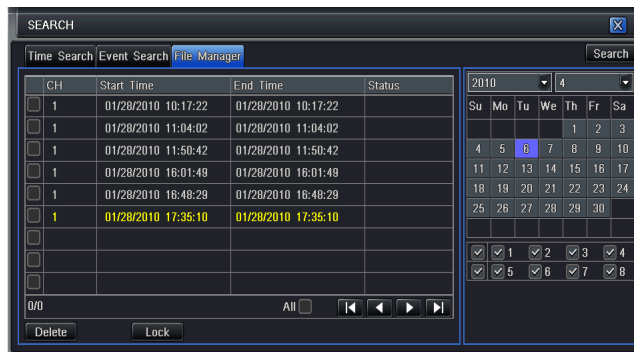 SEARCH
Time Search Event Search File Manager Search
CH Start Time End Time Status
1 01/28/2010 10:17:22 01/28/2010 10:17:22
1 01/28/2010 11:04:02 01/28/2010 11:04:02
1 01/28/2010 11:50:42 01/28/2010 11:50:42
1 01/28/2010 16:01:49 01/28/2010 16:01:49
1 01/28/2010 16:48:29 01/28/2010 16:48:29
1 01/28/2010 17:35:10 01/28/2010 17:35:10
0/0 All
Delete Lock
2010 4
Su Mo Tu We Th Fr Sa
1 2 3
4 5 6 7 8 9 10
11 12 13 14 15 16 17
18 19 20 21 22 23 24
25 26 27 28 29 30
1 2 3 4
5 6 7 8